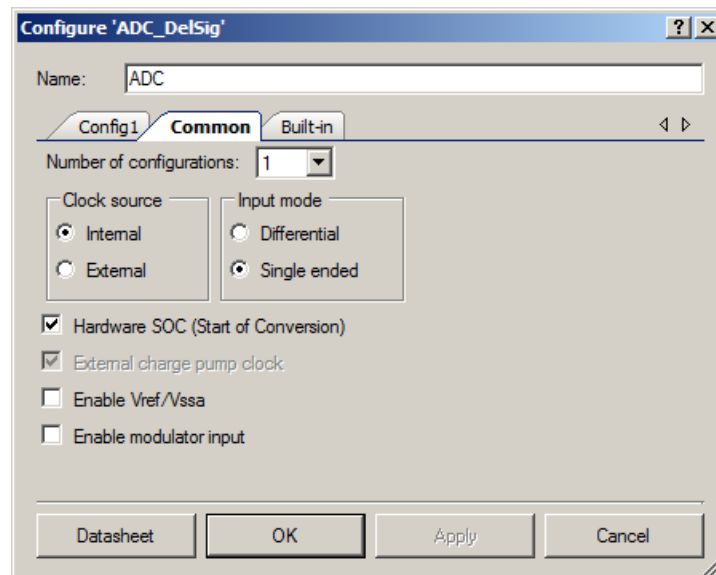 Configure 'ADC_DelSig'
Name: ADC
Config1 Common Built-in
Number of configurations: 1
Clock source Input mode
Internal Differential
External Single ended
Hardware SOC (Start of Conversion)
External charge pump clock
Enable Vref/Vssa
Enable modulator input
Datasheet OK Apply Cancel